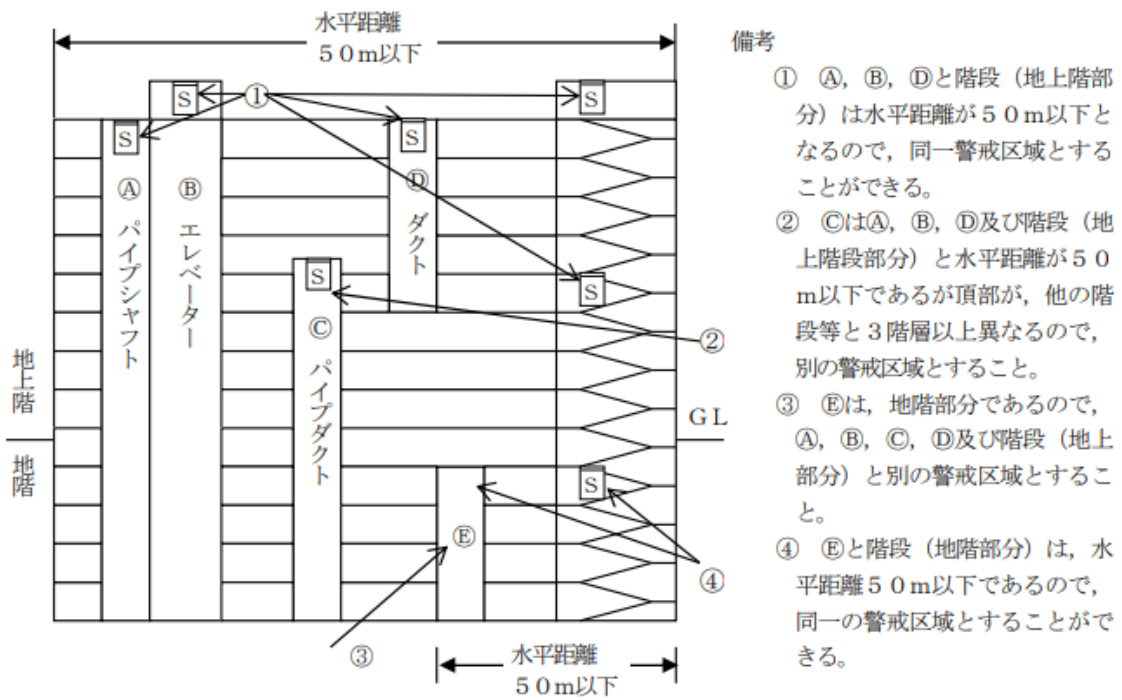 水平距離
５０ｍ以下
備考
① Ⓐ，Ⓑ，Ⓓと階段（地上階部
分）は水平距離が５０ｍ以下と
なるので，同一警戒区域とする
ことができる。
② ⒸはⒶ，Ⓑ，Ⓓ及び階段（地
上階段部分）と水平距離が５０
ｍ以下であるが頂部が，他の階
段等と３階層以上異なるので，
別の警戒区域とすること。
③ Ⓔは，地階部分であるので，
Ⓐ，Ⓑ，Ⓒ，Ⓓ及び階段（地上
部分）と別の警戒区域とするこ
と。
④ Ⓔと階段（地階部分）は，水
平距離５０ｍ以下であるので，
同一の警戒区域とすることがで
きる。
S
①
S
S
S
Ⓐ パイプシャフト
Ⓑ エレベーター
Ⓓ ダクト
S
S
Ⓒ パイプダクト
②
地上階
ＧＬ
地階
S
Ⓔ
④
③
水平距離
５０ｍ以下